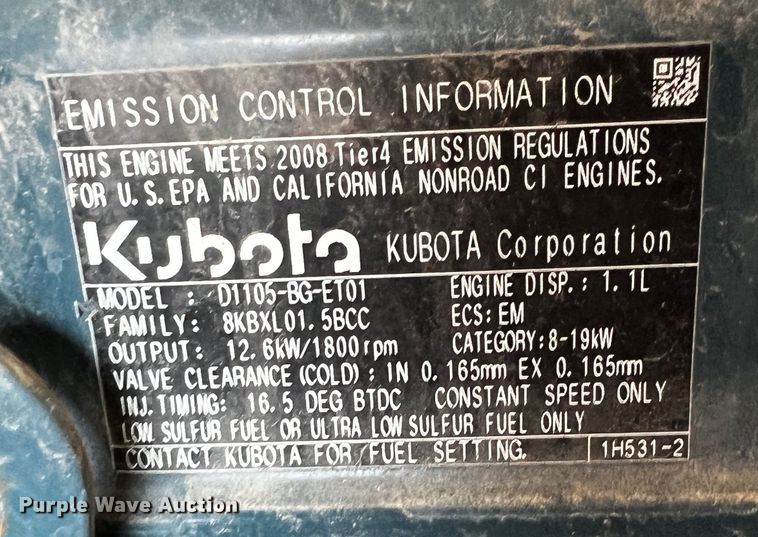 EMISSION CONTROL INFORMATION
THIS ENGINE MEETS 2008 Tier4 EMISSION REGULATIONS
FOR U.S. EPA AND CALIFORNIA NONROAD CI ENGINES.
Kubota KUBOTA Corporation
MODEL : D1105-BG-ET01 ENGINE DISP.: 1.1L
FAMILY: 8KBXL01.5BCC ECS: EM
OUTPUT: 12.6kW/1800rpm CATEGORY:8-19kW
VALVE CLEARANCE (COLD) : IN 0.165mm EX 0.165mm
INJ.TIMING: 16.5 DEG BTDC CONSTANT SPEED ONLY
LOW SULFUR FUEL OR ULTRA LOW SULFUR FUEL ONLY
CONTACT KUBOTA FOR FUEL SETTING. 1H531-2
Purple Wave Auction